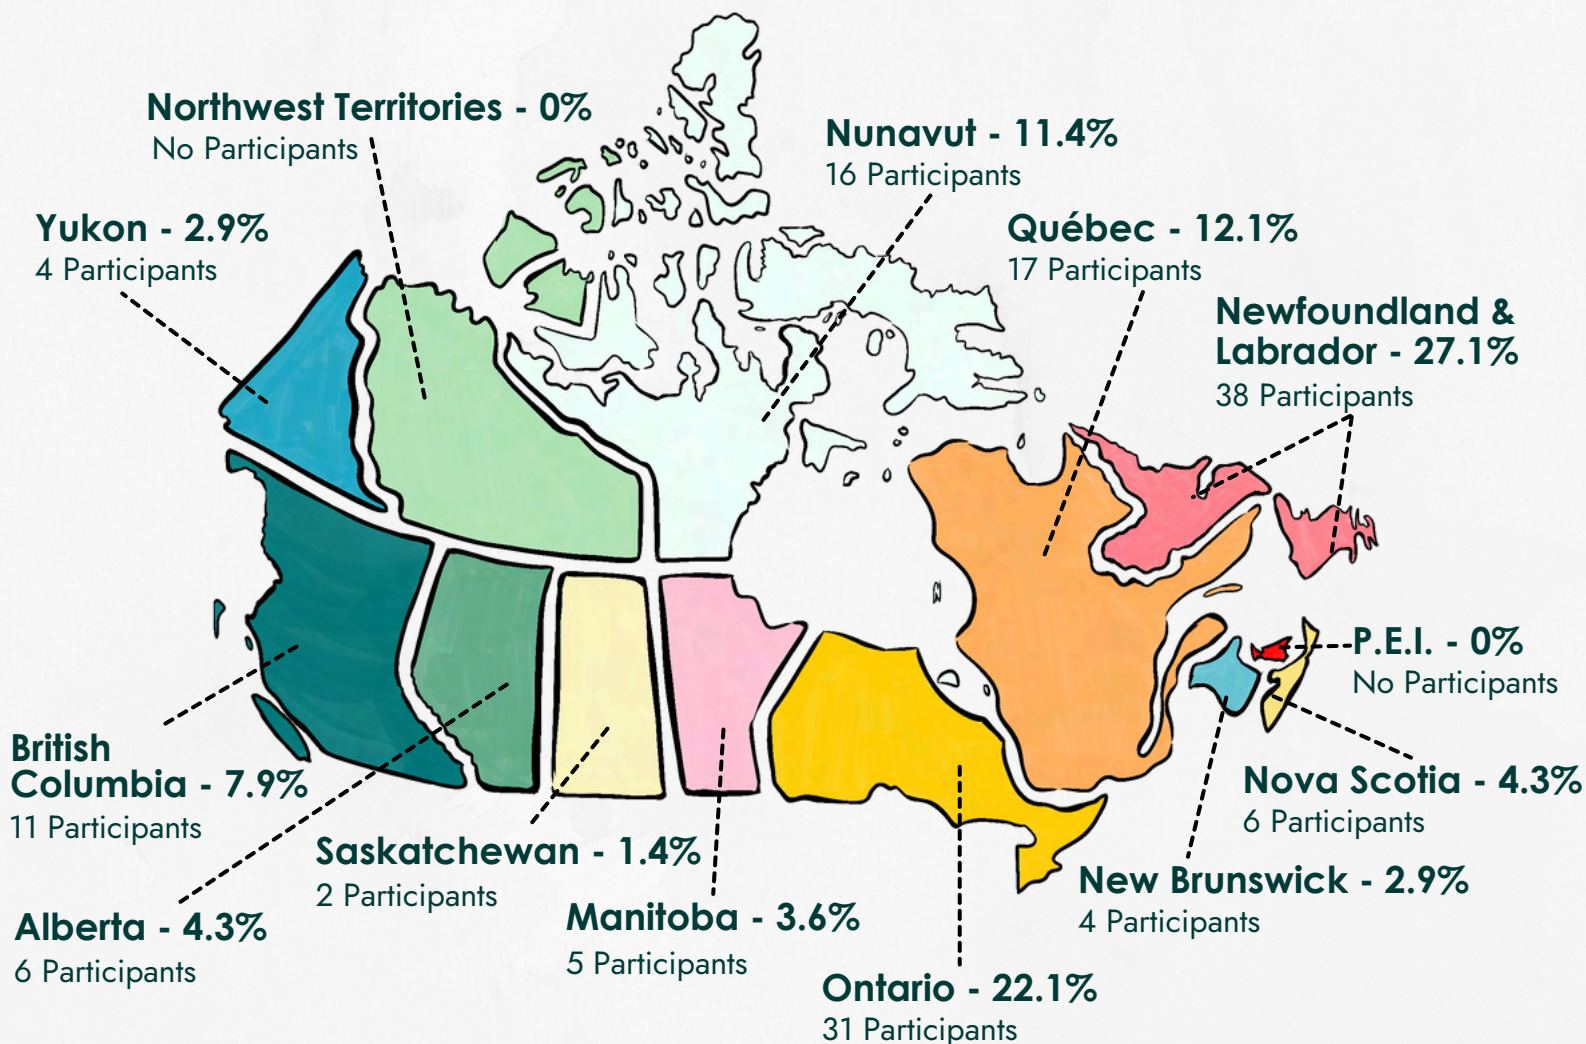 Northwest Territories - 0%
No Participants
Nunavut - 11.4%
16 Participants
Yukon - 2.9%
4 Participants
Québec - 12.1%
17 Participants
Newfoundland &
Labrador - 27.1%
38 Participants
P.E.I. - 0%
No Participants
British
Columbia - 7.9%
11 Participants
Nova Scotia - 4.3%
6 Participants
Saskatchewan - 1.4%
2 Participants
New Brunswick - 2.9%
4 Participants
Manitoba - 3.6%
5 Participants
Alberta - 4.3%
6 Participants
Ontario - 22.1%
31 Participants